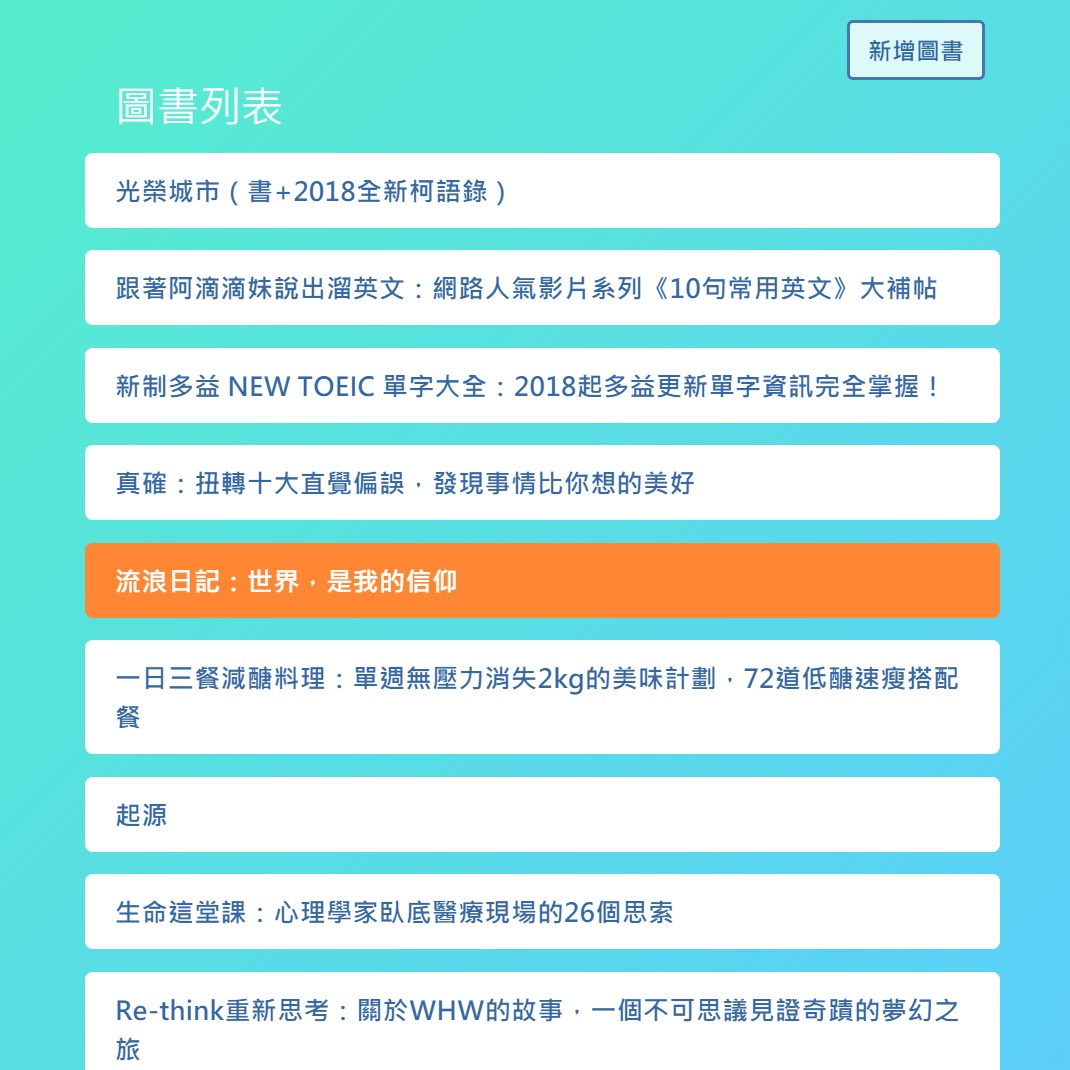 新增圖書
圖書列表
光榮城市（書+2018全新柯語錄）
跟著阿滴滴妹說出溜英文：網路人氣影片系列《10句常用英文》大補帖
新制多益 NEW TOEIC 單字大全：2018起多益更新單字資訊完全掌握！
真確：扭轉十大直覺偏誤，發現事情比你想的美好
流浪日記：世界，是我的信仰
一日三餐減醣料理：單週無壓力消失2kg的美味計劃，72道低醣速瘦搭配
餐
起源
生命這堂課：心理學家臥底醫療現場的26個思索
Re-think重新思考：關於WHW的故事，一個不可思議見證奇蹟的夢幻之
旅